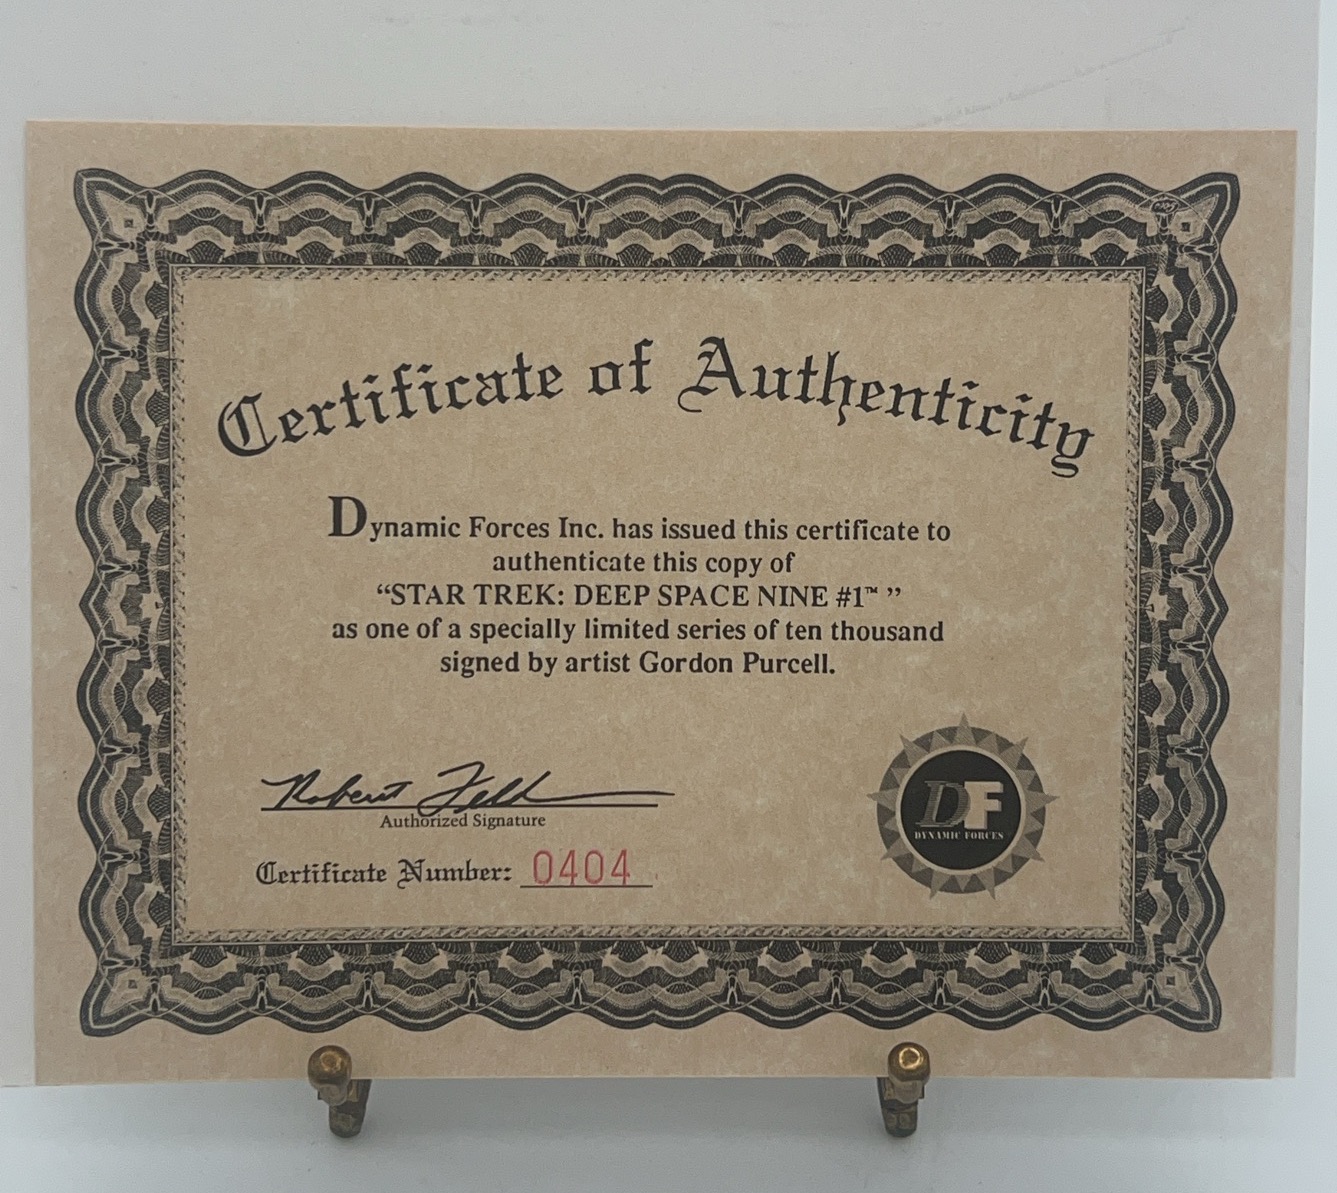 Certificate of Authenticity
Dynamic Forces Inc. has issued this certificate to
authenticate this copy of
“STAR TREK: DEEP SPACE NINE #1™ ”
as one of a specially limited series of ten thousand
signed by artist Gordon Purcell.
Robert Feld
Authorized Signature
Certificate Number: 0404
DF
DYNAMIC FORCES